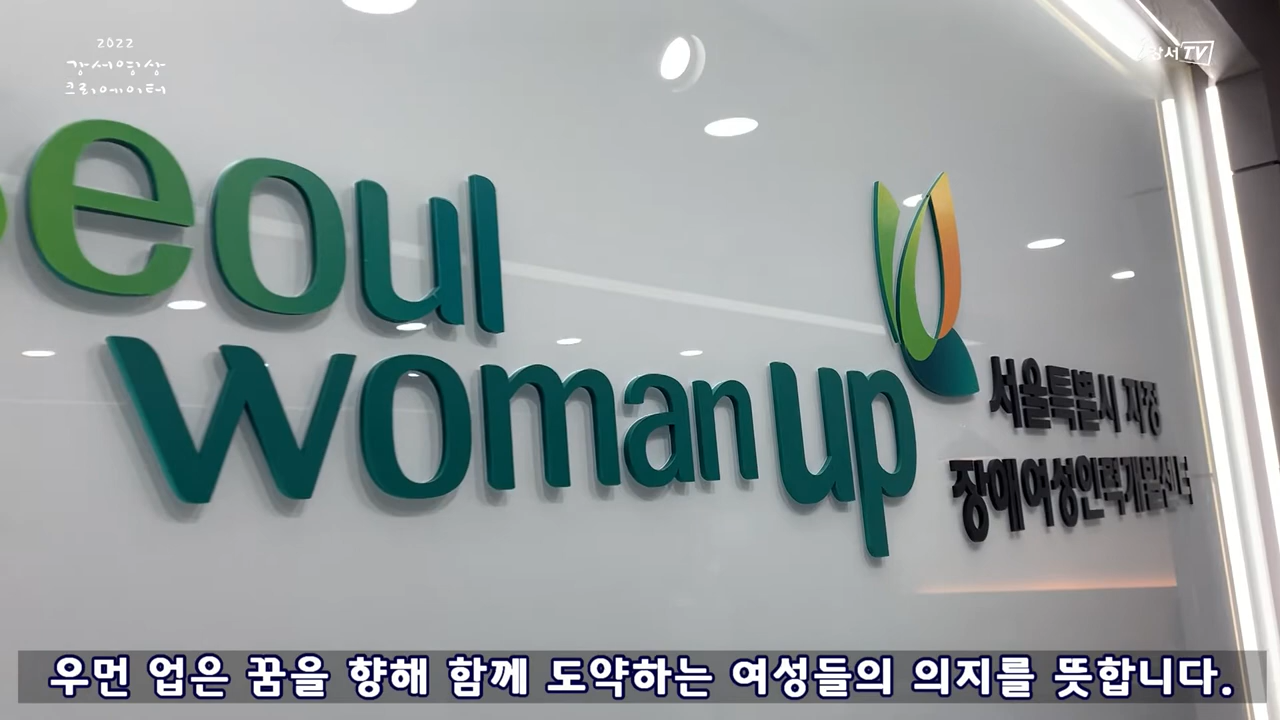 2022
강서영상
크리에이터
강서TV
eoul
woman up
서울특별시 지정
장애여성인력개발센터
우먼 업은 꿈을 향해 함께 도약하는 여성들의 의지를 뜻합니다.